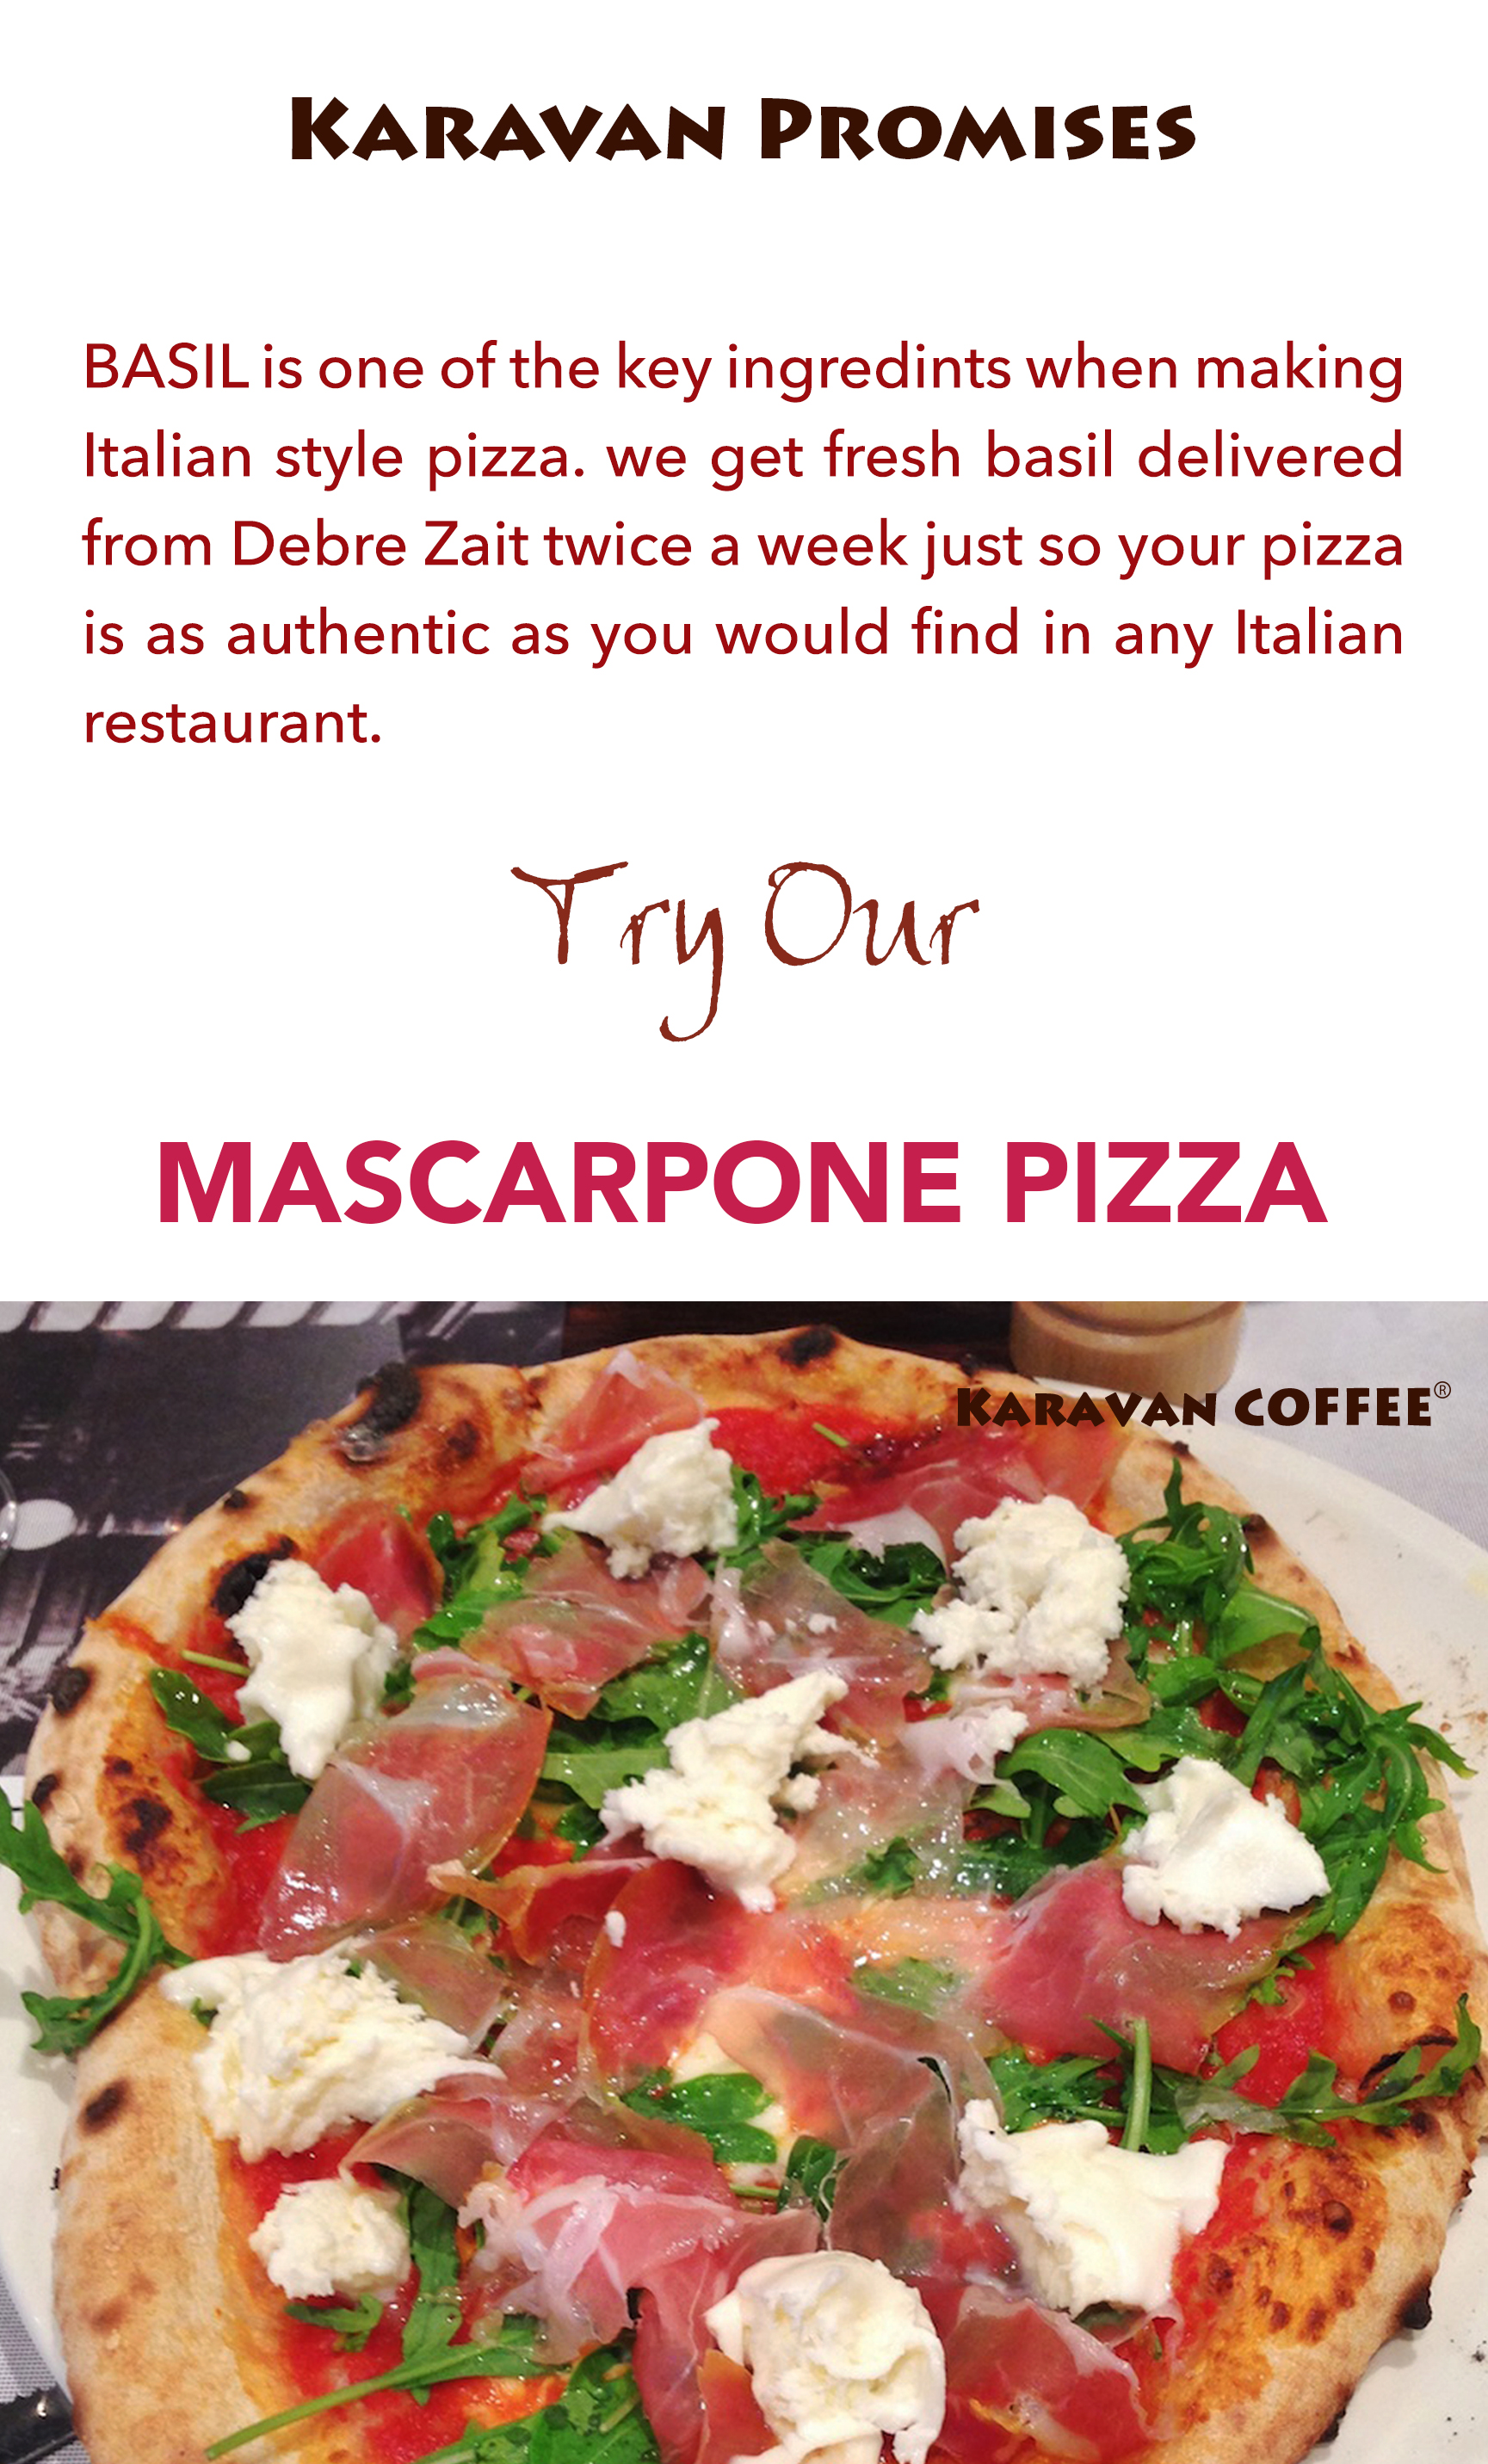 Karavan Promises
BASIL is one of the key ingredints when making
Italian style pizza. we get fresh basil delivered
from Debre Zait twice a week just so your pizza
is as authentic as you would find in any Italian
restaurant.
Try Our
MASCARPONE PIZZA
Karavan COFFEE®